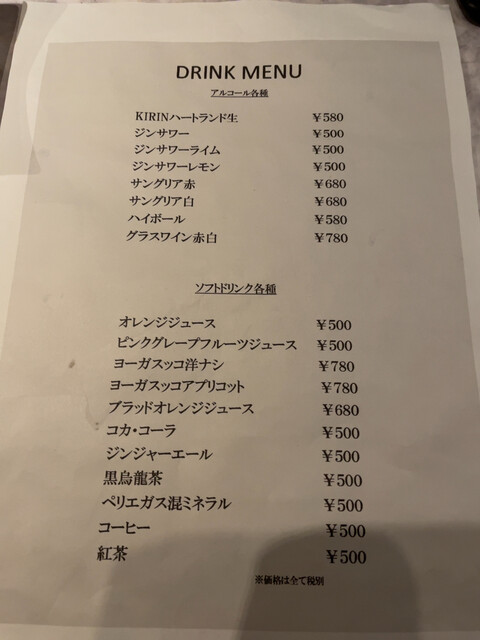 DRINK MENU
アルコール各種
KIRINハートランド生 ¥580
ジンサワー ¥500
ジンサワーライム ¥500
ジンサワーレモン ¥500
サングリア赤 ¥680
サングリア白 ¥680
ハイボール ¥580
グラスワイン赤白 ¥780
ソフトドリンク各種
オレンジジュース ¥500
ピンクグレープフルーツジュース ¥500
ヨーガスッコ洋ナシ ¥780
ヨーガスッコアプリコット ¥780
ブラッドオレンジジュース ¥680
コカ・コーラ ¥500
ジンジャーエール ¥500
黒烏龍茶 ¥500
ペリエガス混ミネラル ¥500
コーヒー ¥500
紅茶 ¥500
※価格は全て税別